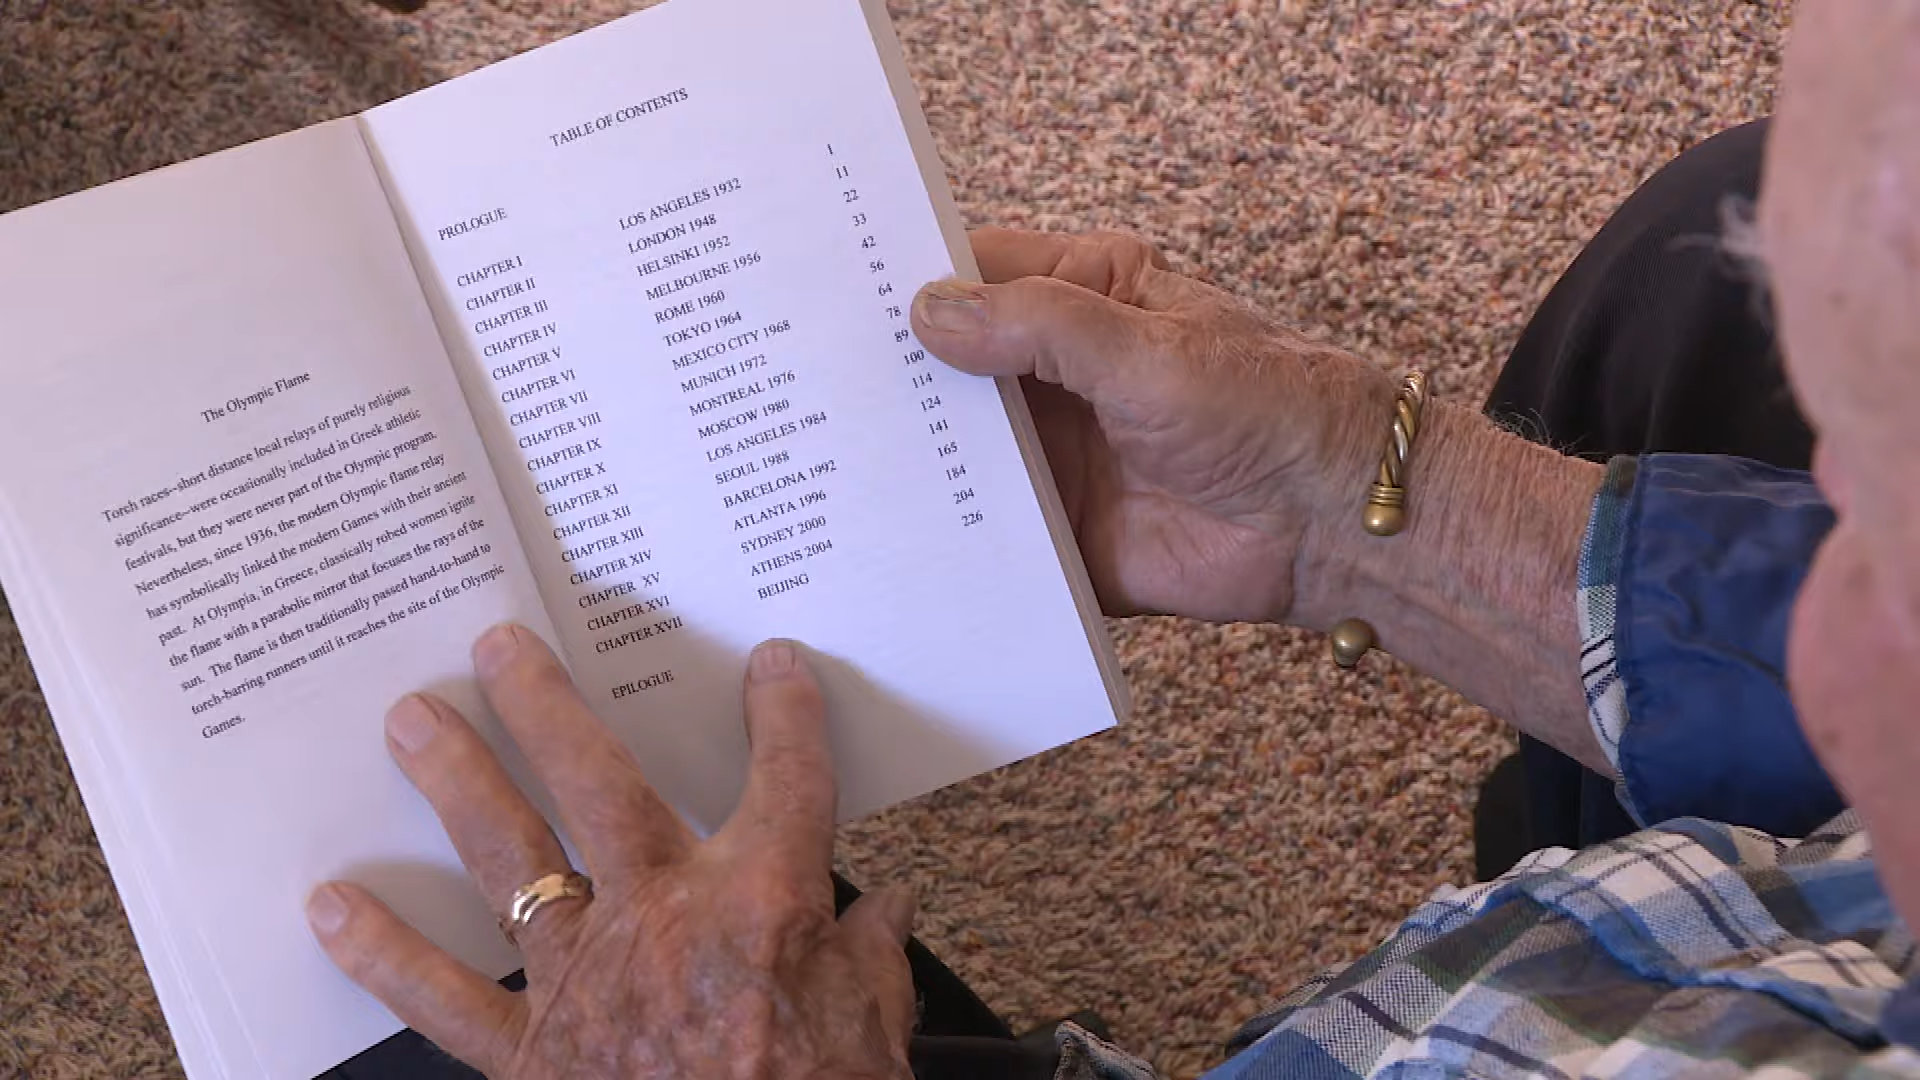 The Olympic Flame
Torch races--short distance local relays of purely religious
significance--were occasionally included in Greek athletic
festivals, but they were never part of the Olympic program.
Nevertheless, since 1936, the modern Olympic flame relay
has symbolically linked the modern Games with their ancient
past. At Olympia, in Greece, classically robed women ignite
the flame with a parabolic mirror that focuses the rays of the
sun. The flame is then traditionally passed hand-to-hand to
torch-barring runners until it reaches the site of the Olympic
Games.
TABLE OF CONTENTS
PROLOGUE
CHAPTER I LOS ANGELES 1932 1
CHAPTER II LONDON 1948 11
CHAPTER III HELSINKI 1952 22
CHAPTER IV MELBOURNE 1956 33
CHAPTER V ROME 1960 42
CHAPTER VI TOKYO 1964 56
CHAPTER VII MEXICO CITY 1968 64
CHAPTER VIII MUNICH 1972 78
CHAPTER IX MONTREAL 1976 89
CHAPTER X MOSCOW 1980 100
CHAPTER XI LOS ANGELES 1984 114
CHAPTER XII SEOUL 1988 124
CHAPTER XIII BARCELONA 1992 141
CHAPTER XIV ATLANTA 1996 165
CHAPTER XV SYDNEY 2000 184
CHAPTER XVI ATHENS 2004 204
CHAPTER XVII BEIJING 226
EPILOGUE